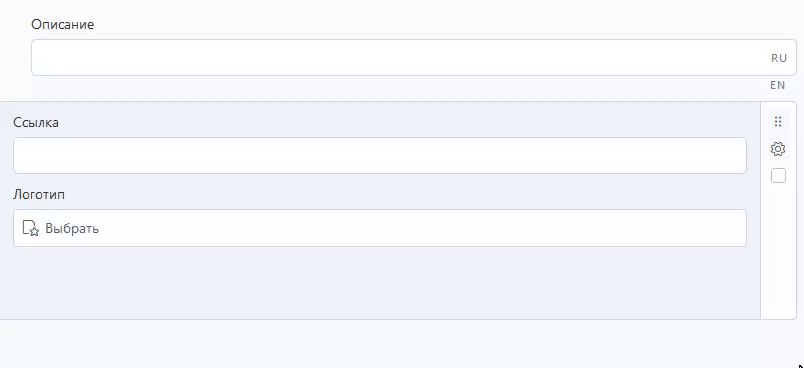 Описание
RU
EN
Ссылка
Логотип
Выбрать